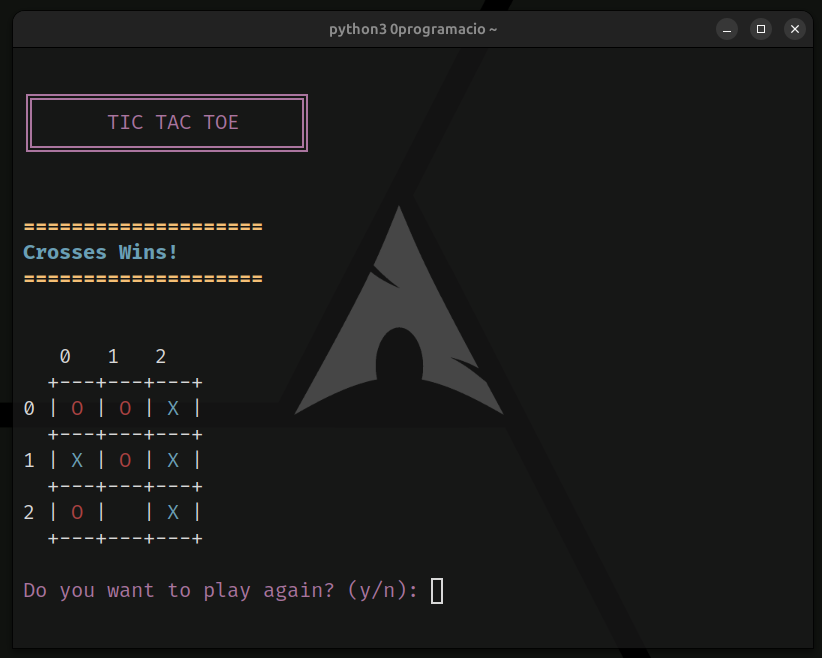 python3 0programacio ~
TIC TAC TOE
====================
Crosses Wins!
====================
   0   1   2
  +---+---+---+
0 | O | O | X |
  +---+---+---+
1 | X | O | X |
  +---+---+---+
2 | O |   | X |
  +---+---+---+
Do you want to play again? (y/n):